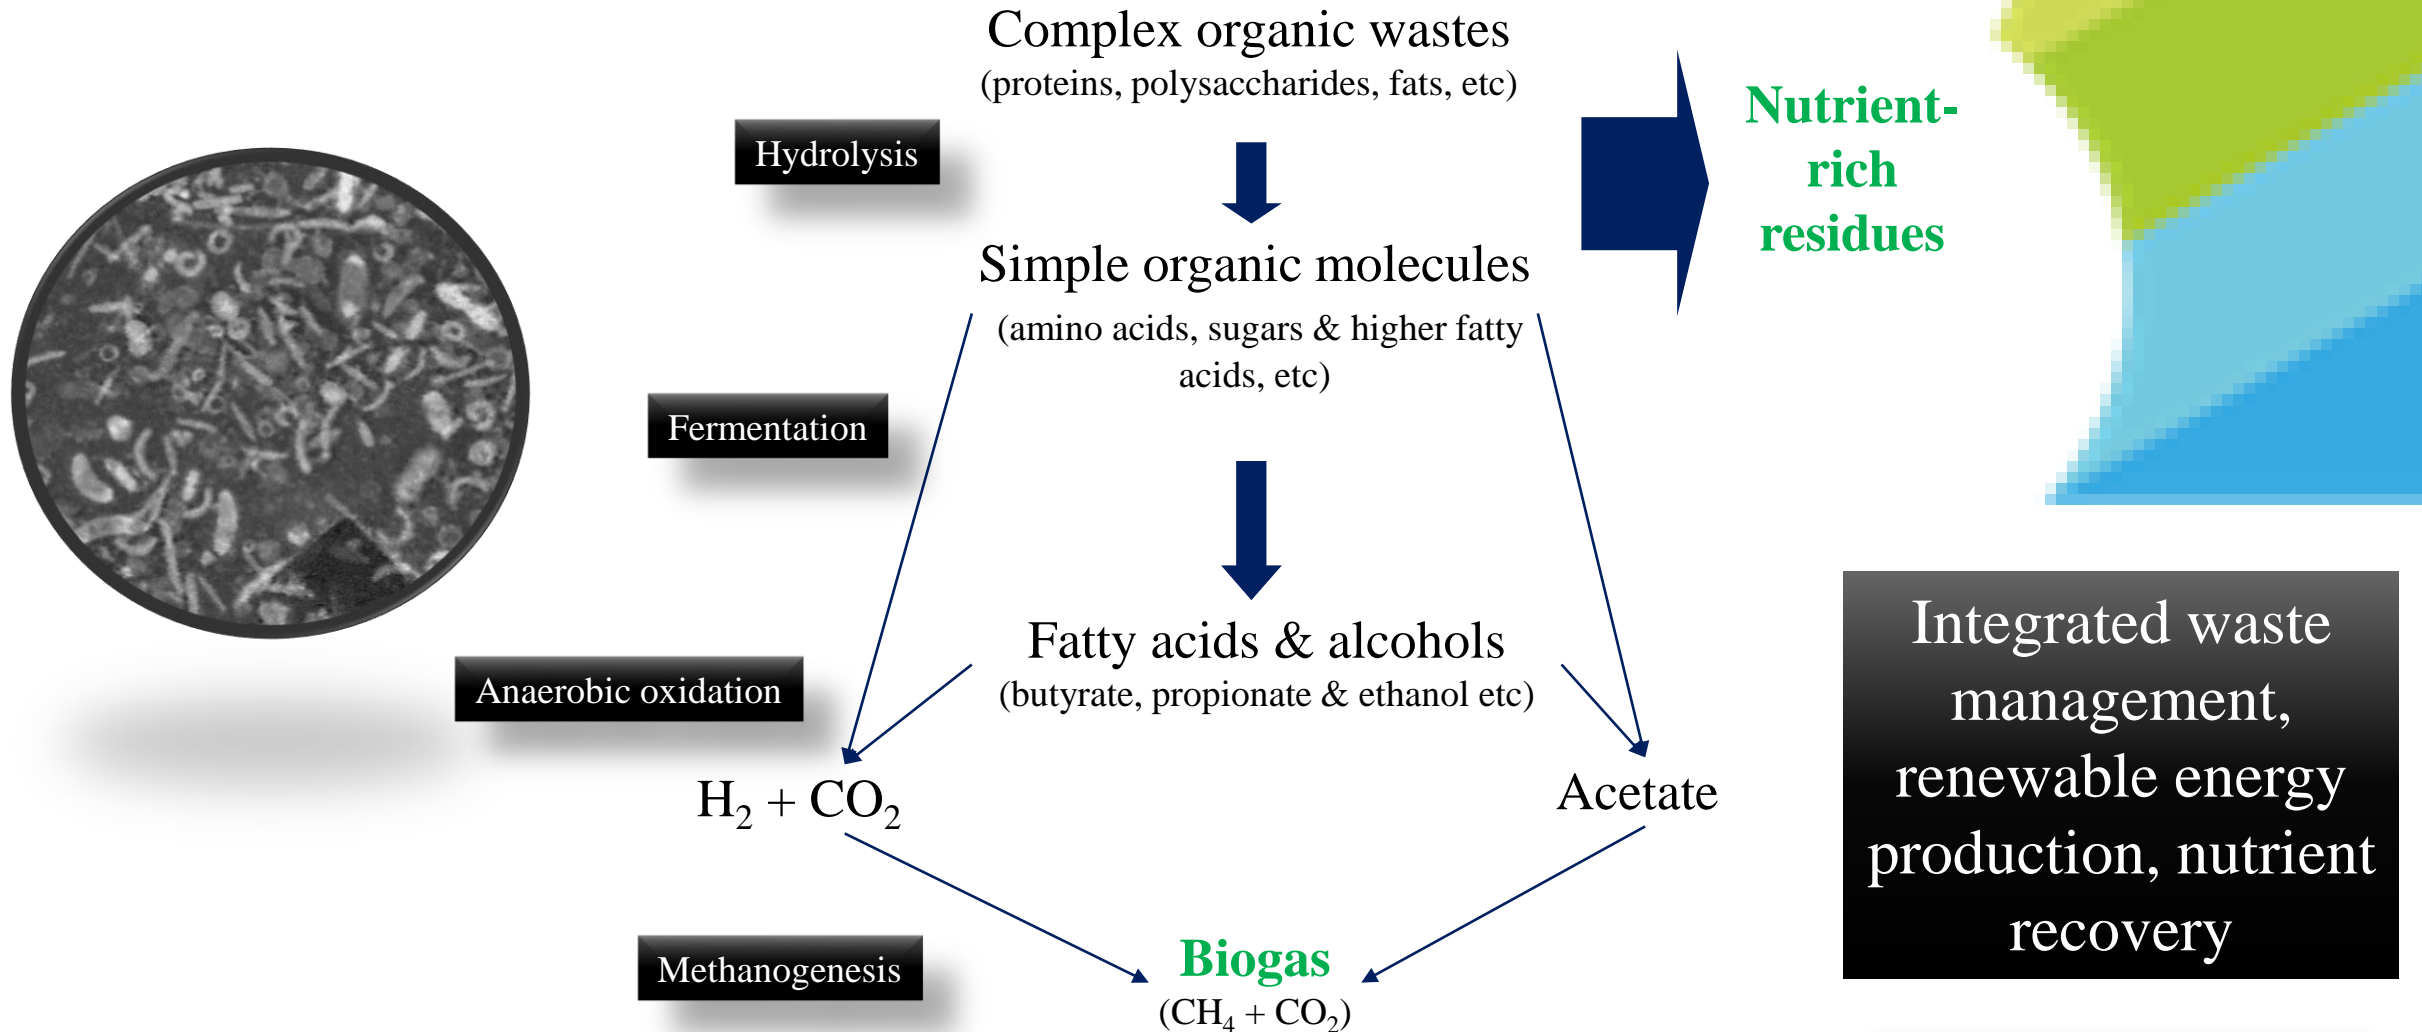 Complex organic wastes
(proteins, polysaccharides, fats, etc)
Hydrolysis
Nutrient-
rich
residues
Simple organic molecules
(amino acids, sugars & higher fatty
acids, etc)
Fermentation
Fatty acids & alcohols
(butyrate, propionate & ethanol etc)
Anaerobic oxidation
H₂ + CO₂
Acetate
Integrated waste
management,
renewable energy
production, nutrient
recovery
Methanogenesis
Biogas
(CH₄ + CO₂)